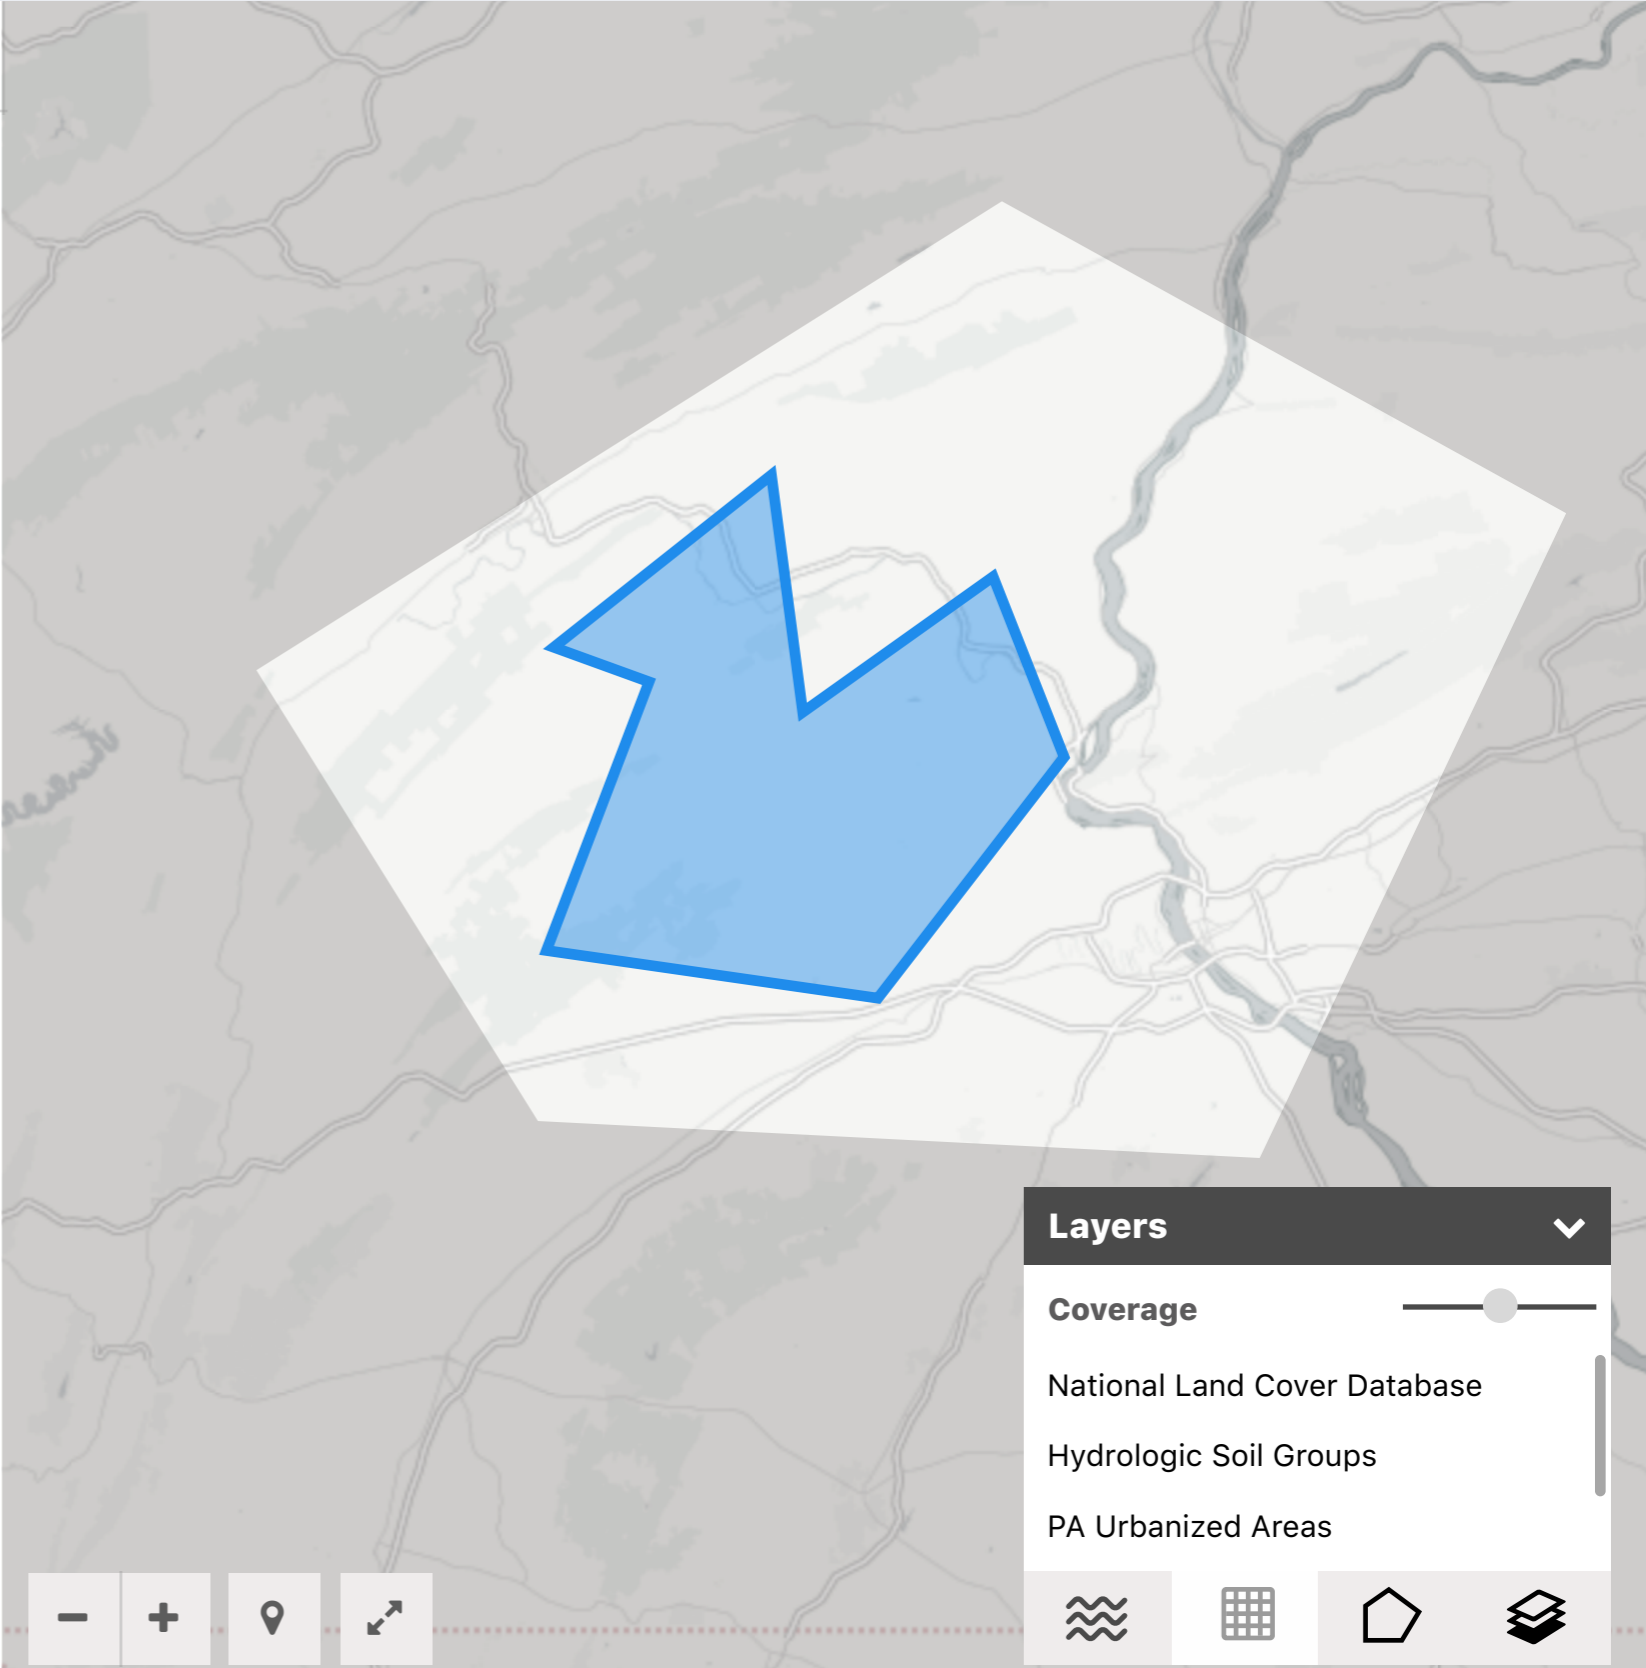 Layers
Coverage
National Land Cover Database
Hydrologic Soil Groups
PA Urbanized Areas